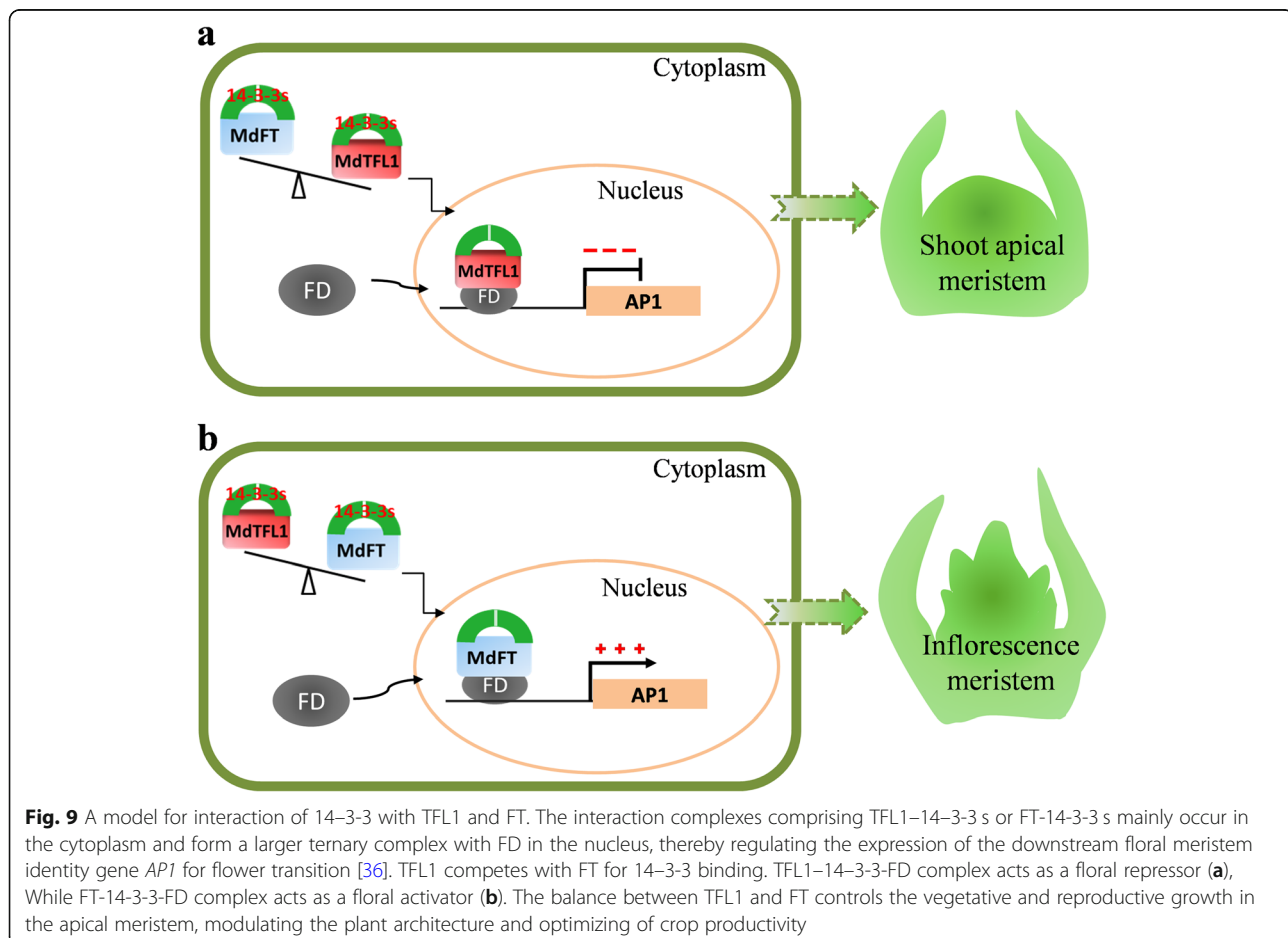 a
Cytoplasm
14-3-3s
MdFT
14-3-3s
MdTFL1
Nucleus
MdTFL1
FD
FD
AP1
Shoot apical
meristem
b
Cytoplasm
14-3-3s
MdTFL1
14-3-3s
MdFT
Nucleus
MdFT
+ + +
FD
FD
AP1
Inflorescence
meristem
Fig. 9 A model for interaction of 14–3-3 with TFL1 and FT. The interaction complexes comprising TFL1–14–3-3 s or FT-14-3-3 s mainly occur in
the cytoplasm and form a larger ternary complex with FD in the nucleus, thereby regulating the expression of the downstream floral meristem
identity gene AP1 for flower transition [36]. TFL1 competes with FT for 14–3-3 binding. TFL1–14–3-3-FD complex acts as a floral repressor (a),
While FT-14-3-3-FD complex acts as a floral activator (b). The balance between TFL1 and FT controls the vegetative and reproductive growth in
the apical meristem, modulating the plant architecture and optimizing of crop productivity